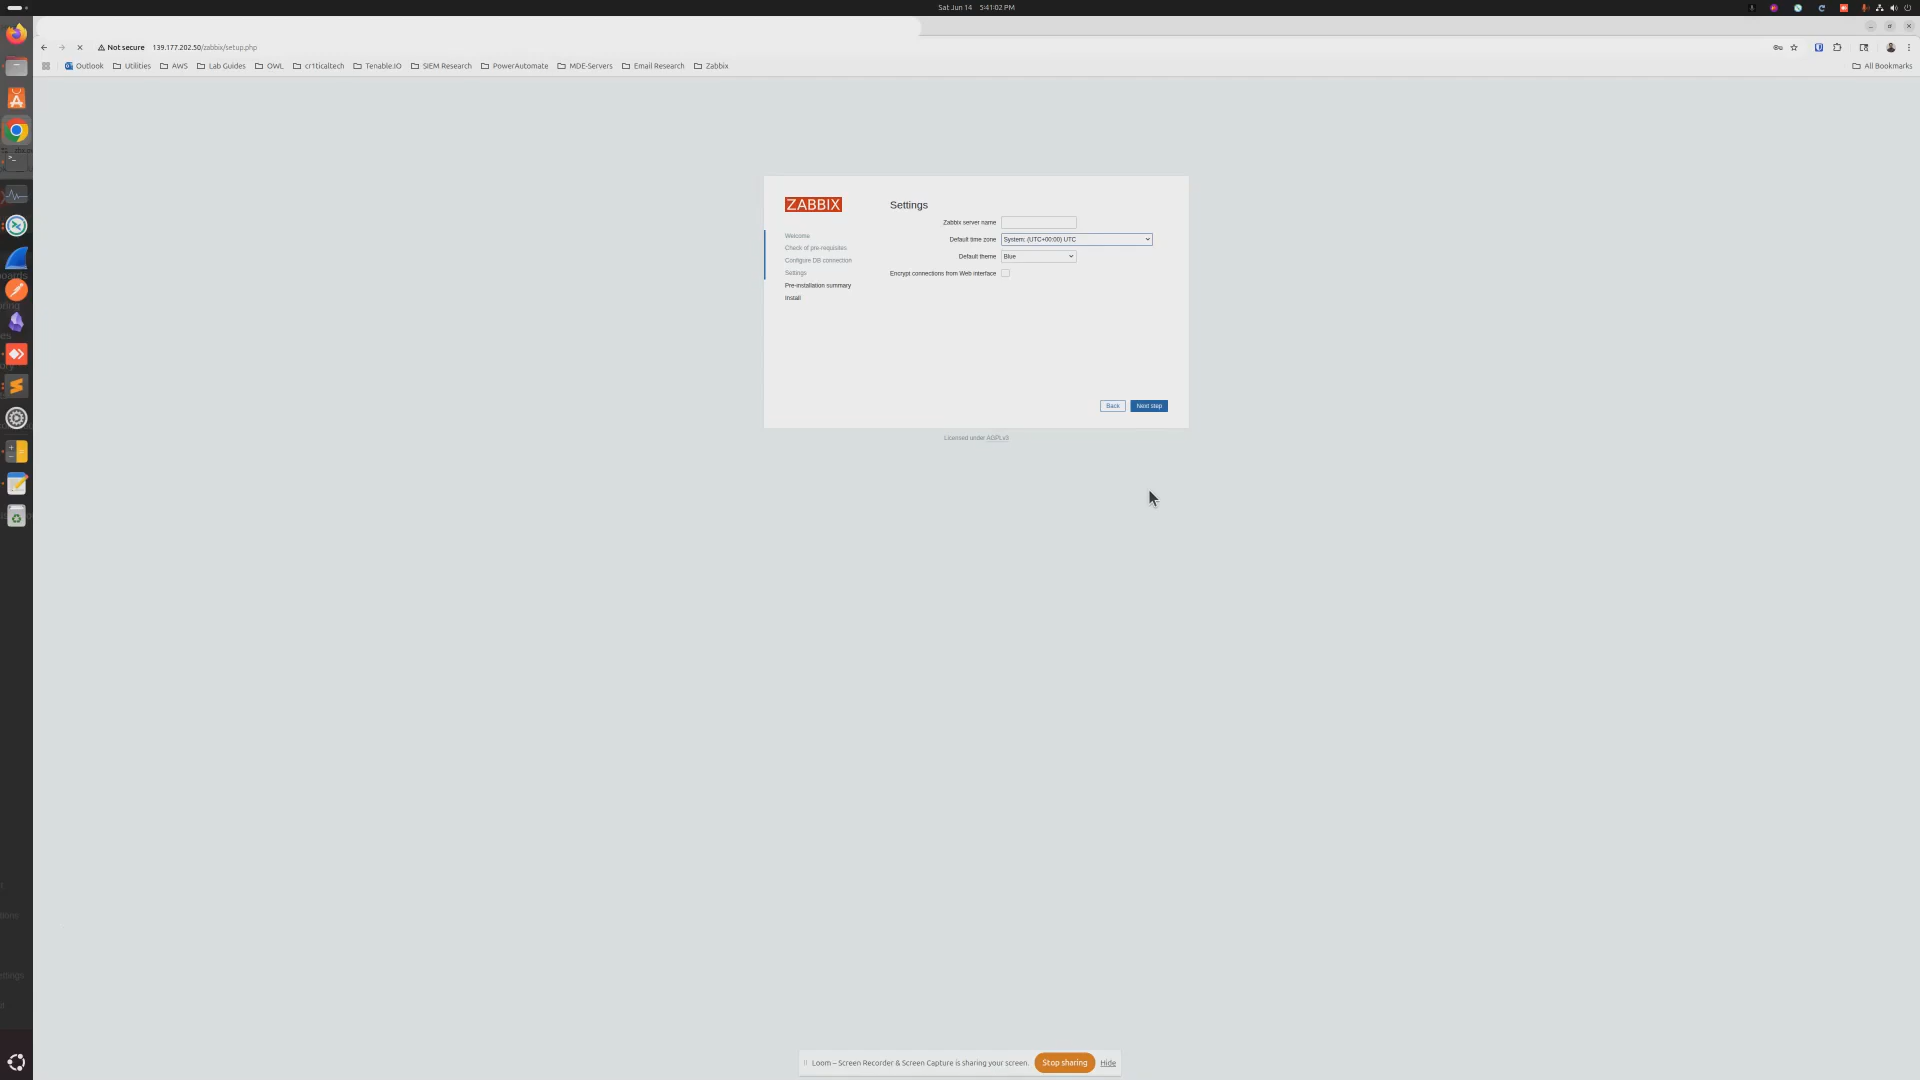 Sat Jun 14 5:41:02 PM
Not secure 139.177.202.50/zabbix/setup.php
Outlook Utilities AWS Lab Guides OWL cr1ticaltech Tenable.IO SIEM Research PowerAutomate MDE-Servers Email Research Zabbix All Bookmarks
ZABBIX
Welcome
Check of pre-requisites
Configure DB connection
Settings
Pre-installation summary
Install
Settings
Zabbix server name
Default time zone System: (UTC+00:00) UTC
Default theme Blue
Encrypt connections from Web interface
Back Next step
Licensed under AGPLv3
Loom – Screen Recorder & Screen Capture is sharing your screen. Stop sharing Hide